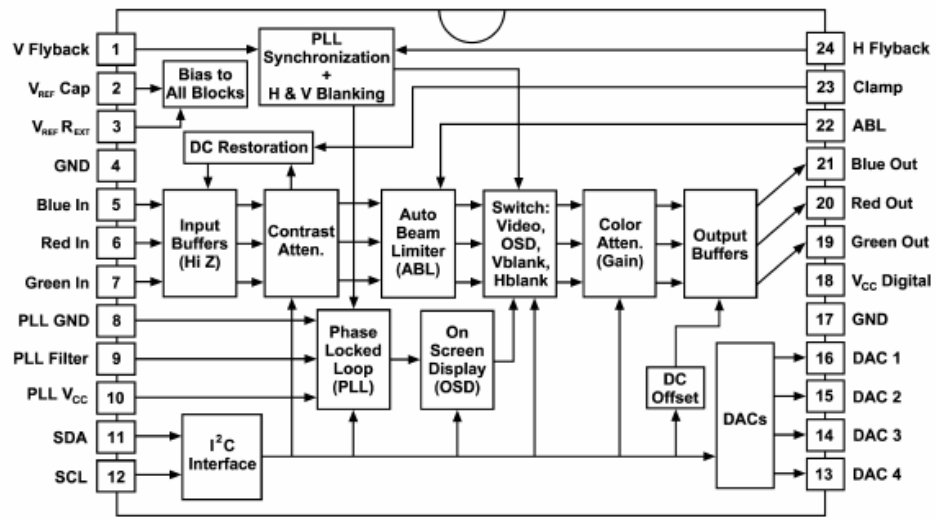 V Flyback
1
V_REF Cap
2
V_REF R_EXT
3
GND
4
Blue In
5
Red In
6
Green In
7
PLL GND
8
PLL Filter
9
PLL V_CC
10
SDA
11
SCL
12
PLL
Synchronization
+
H & V Blanking
Bias to
All Blocks
DC Restoration
Input
Buffers
(Hi Z)
Contrast
Atten.
Auto
Beam
Limiter
(ABL)
Switch:
Video,
OSD,
Vblank,
Hblank
Color
Atten.
(Gain)
Output
Buffers
Phase
Locked
Loop
(PLL)
On
Screen
Display
(OSD)
DC
Offset
DACs
I²C
Interface
24
H Flyback
23
Clamp
22
ABL
21
Blue Out
20
Red Out
19
Green Out
18
V_CC Digital
17
GND
16
DAC 1
15
DAC 2
14
DAC 3
13
DAC 4